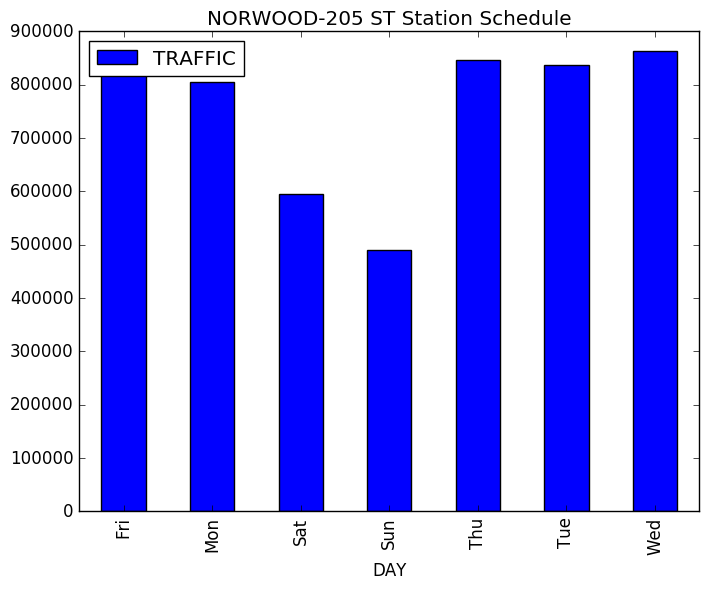 NORWOOD-205 ST Station Schedule
900000
800000
700000
600000
500000
400000
300000
200000
100000
0
TRAFFIC
Fri
Mon
Sat
Sun
Thu
Tue
Wed
DAY